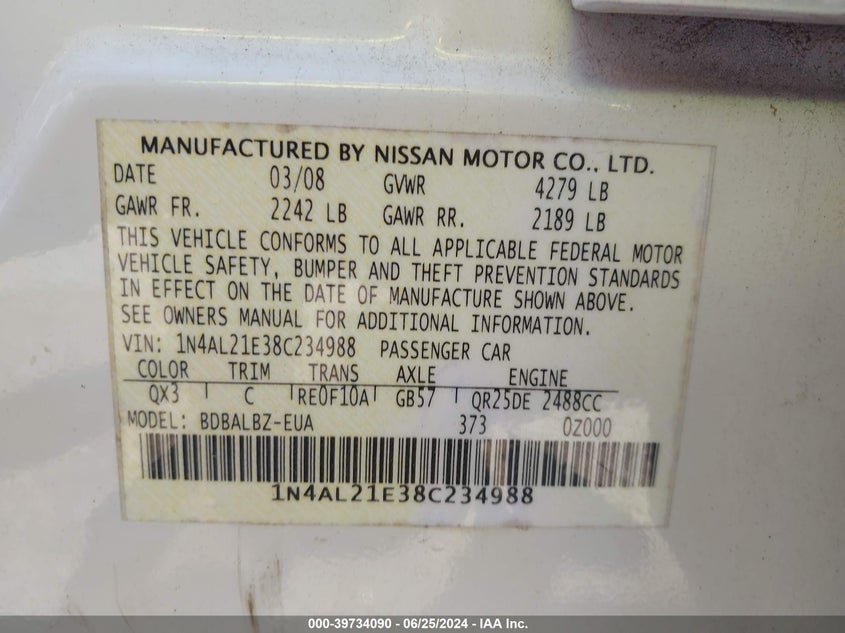 MANUFACTURED BY NISSAN MOTOR CO., LTD.
DATE 03/08 GVWR 4279 LB
GAWR FR. 2242 LB GAWR RR. 2189 LB
THIS VEHICLE CONFORMS TO ALL APPLICABLE FEDERAL MOTOR
VEHICLE SAFETY, BUMPER AND THEFT PREVENTION STANDARDS
IN EFFECT ON THE DATE OF MANUFACTURE SHOWN ABOVE.
SEE OWNERS MANUAL FOR ADDITIONAL INFORMATION.
VIN: 1N4AL21E38C234988 PASSENGER CAR
COLOR TRIM TRANS AXLE ENGINE
QX3 C RE0F10A GB57 QR25DE 2488CC
MODEL: BDBALBZ-EUA 373 0Z000
1N4AL21E38C234988
000-39734090 - 06/25/2024 - IAA Inc.